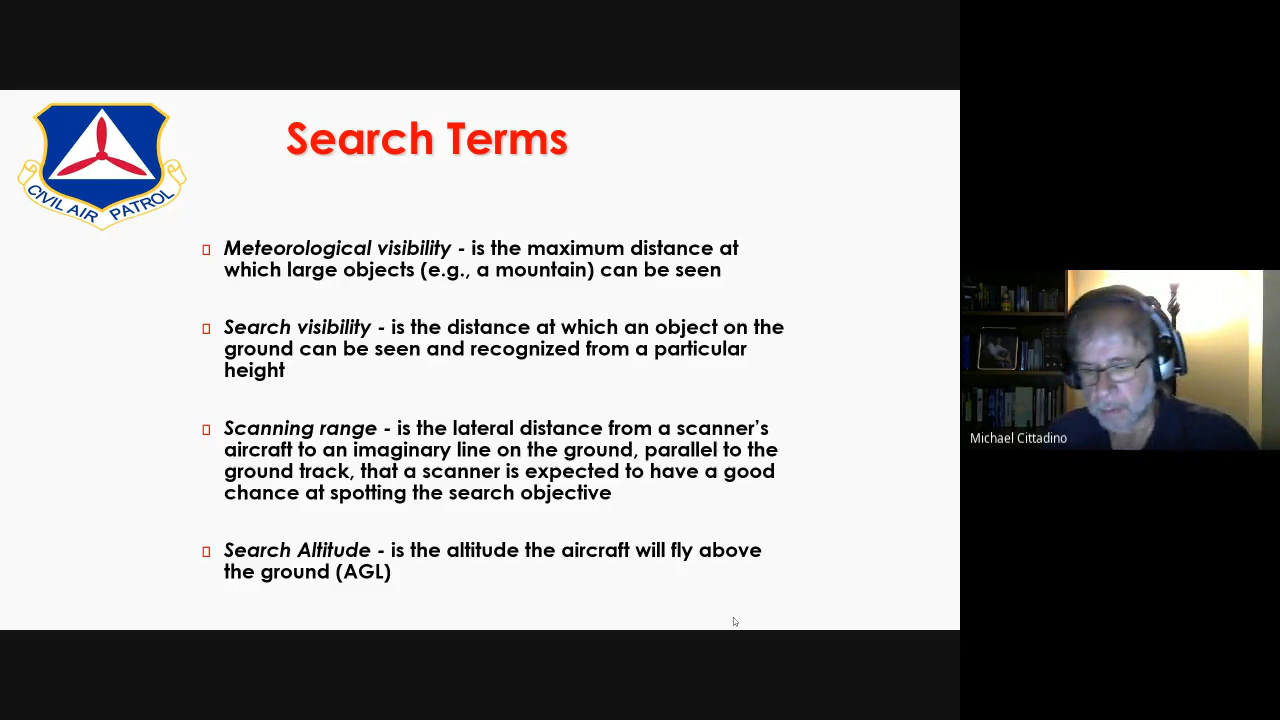 CIVIL AIR PATROL
Search Terms
Meteorological visibility - is the maximum distance at
which large objects (e.g., a mountain) can be seen
Search visibility - is the distance at which an object on the
ground can be seen and recognized from a particular
height
Scanning range - is the lateral distance from a scanner’s
aircraft to an imaginary line on the ground, parallel to the
ground track, that a scanner is expected to have a good
chance at spotting the search objective
Search Altitude - is the altitude the aircraft will fly above
the ground (AGL)
Michael Cittadino